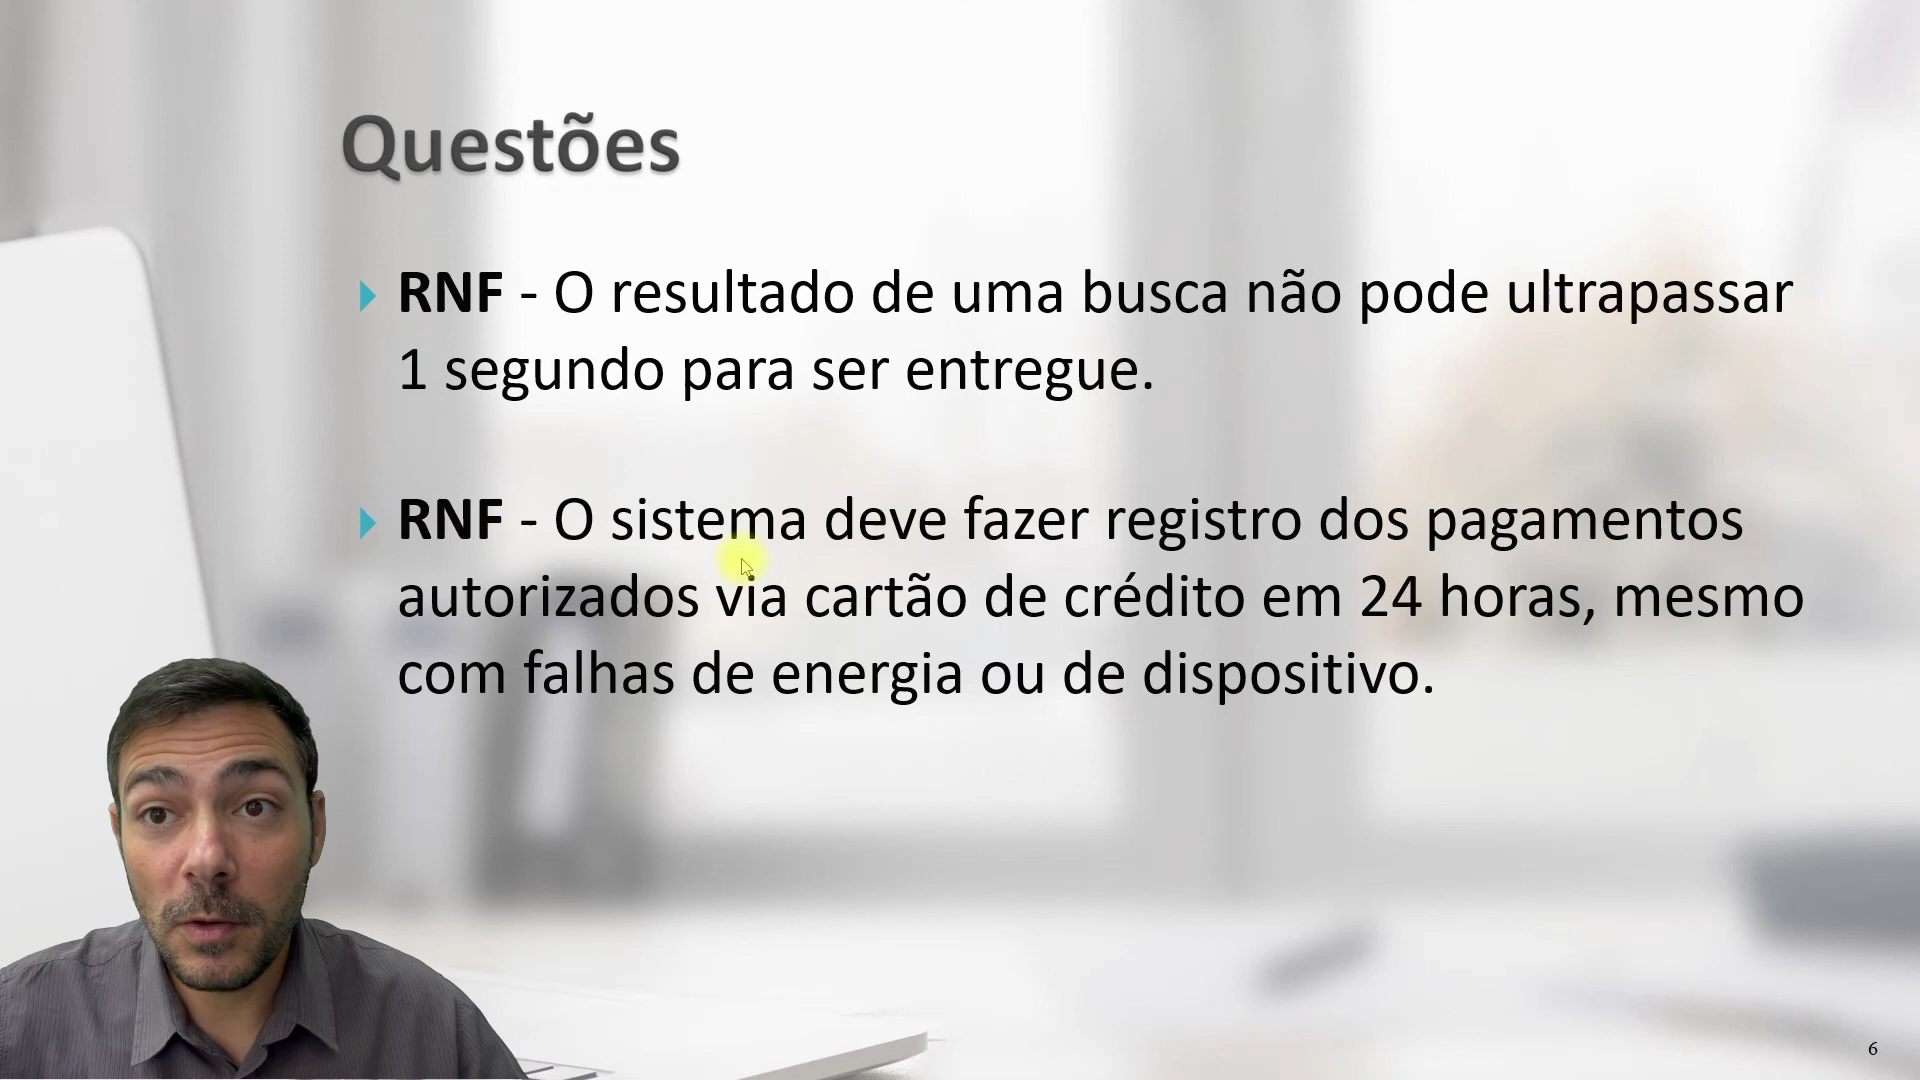 Questões
RNF - O resultado de uma busca não pode ultrapassar
1 segundo para ser entregue.
RNF - O sistema deve fazer registro dos pagamentos
autorizados via cartão de crédito em 24 horas, mesmo
com falhas de energia ou de dispositivo.
6